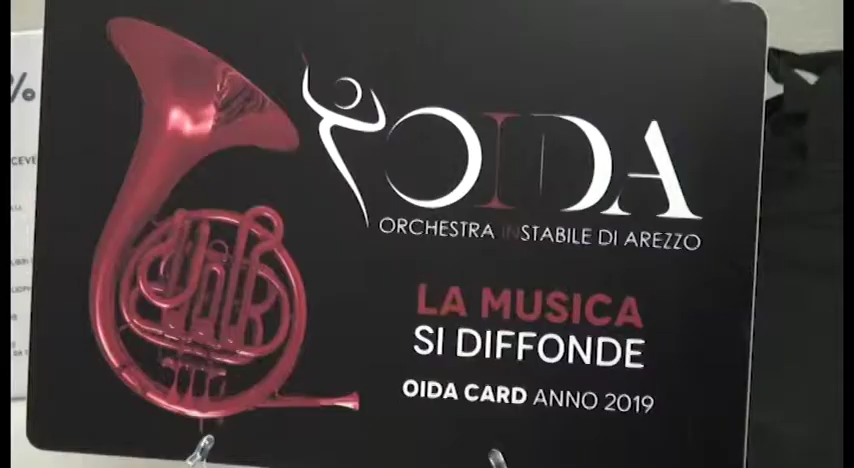 OIDA
ORCHESTRA INSTABILE DI AREZZO
LA MUSICA
SI DIFFONDE
OIDA CARD ANNO 2019
%